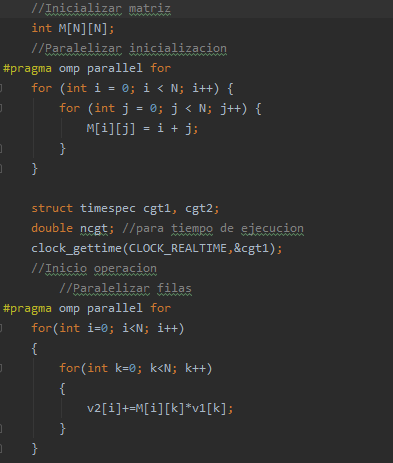 //Inicializar matriz
int M[N][N];
//Paralelizar inicializacion
#pragma omp parallel for
for (int i = 0; i < N; i++) {
for (int j = 0; j < N; j++) {
M[i][j] = i + j;
}
}
struct timespec cgt1, cgt2;
double ncgt; //para tiempo de ejecucion
clock_gettime(CLOCK_REALTIME,&cgt1);
//Inicio operacion
//Paralelizar filas
#pragma omp parallel for
for(int i=0; i<N; i++)
{
for(int k=0; k<N; k++)
{
v2[i]+=M[i][k]*v1[k];
}
}